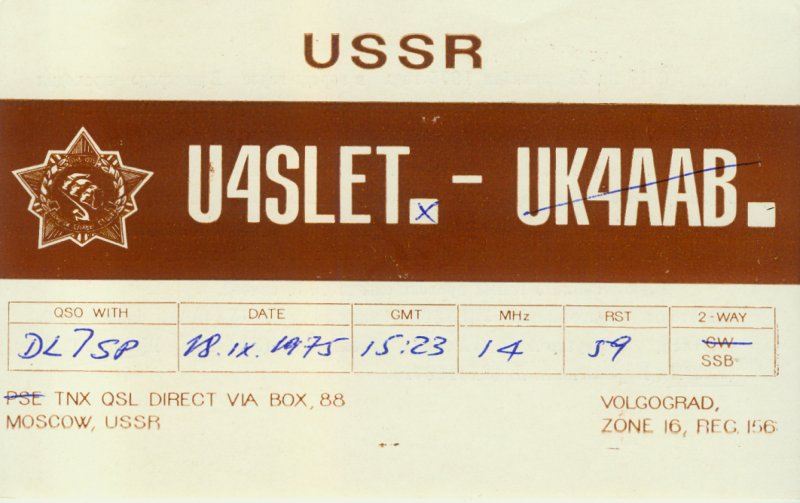 USSR
U4SLET. x - UK4AAB.
QSO WITH DATE GMT MHz RST 2-WAY
DL7SP 18.IX.1975 15:23 14 59 CW
SSB
PSE TNX QSL DIRECT VIA BOX, 88
MOSCOW, USSR
VOLGOGRAD,
ZONE 16, REG. 156